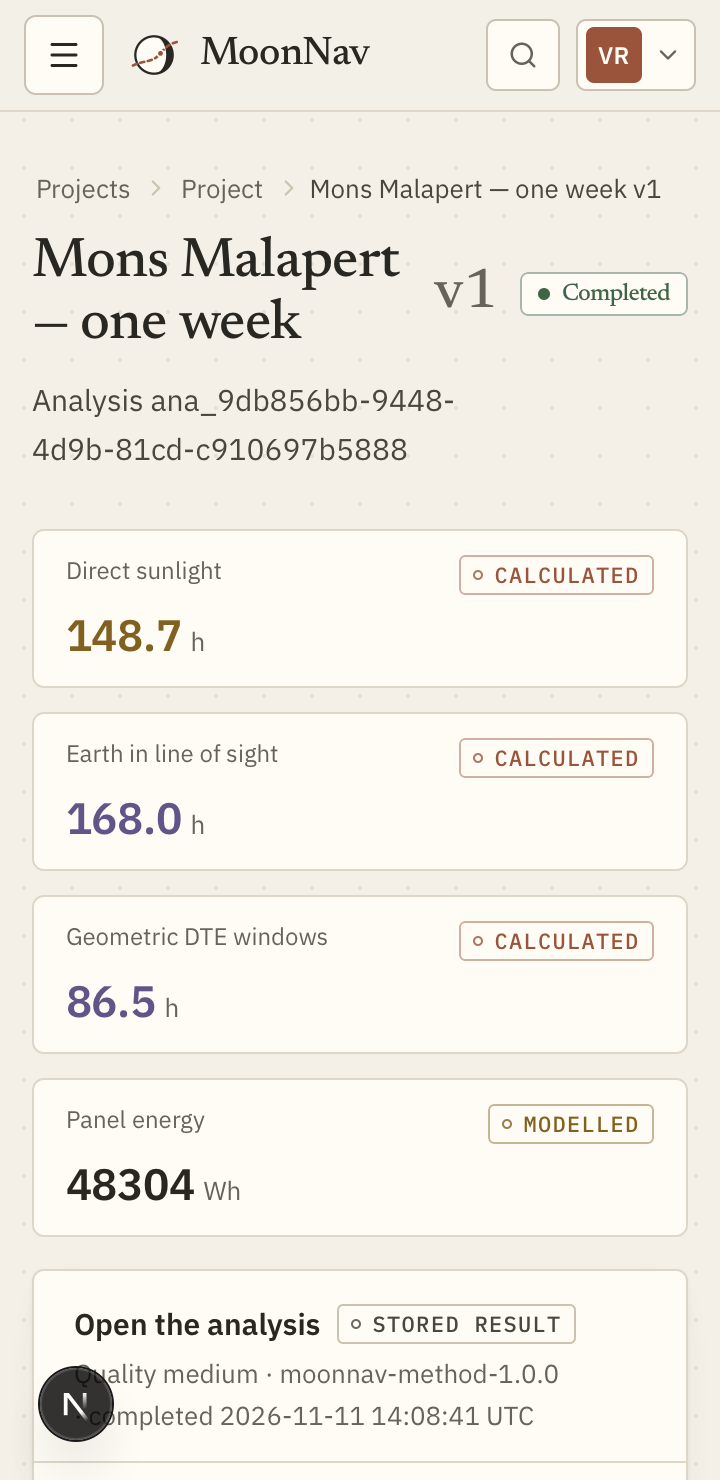 MoonNav
VR
Projects
Project
Mons Malapert — one week v1
Mons Malapert
— one week
v1
Completed
Analysis ana_9db856bb-9448-
4d9b-81cd-c910697b5888
Direct sunlight
CALCULATED
148.7 h
Earth in line of sight
CALCULATED
168.0 h
Geometric DTE windows
CALCULATED
86.5 h
Panel energy
MODELLED
48304 Wh
Open the analysis
STORED RESULT
Quality medium · moonnav-method-1.0.0
· completed 2026-11-11 14:08:41 UTC
N